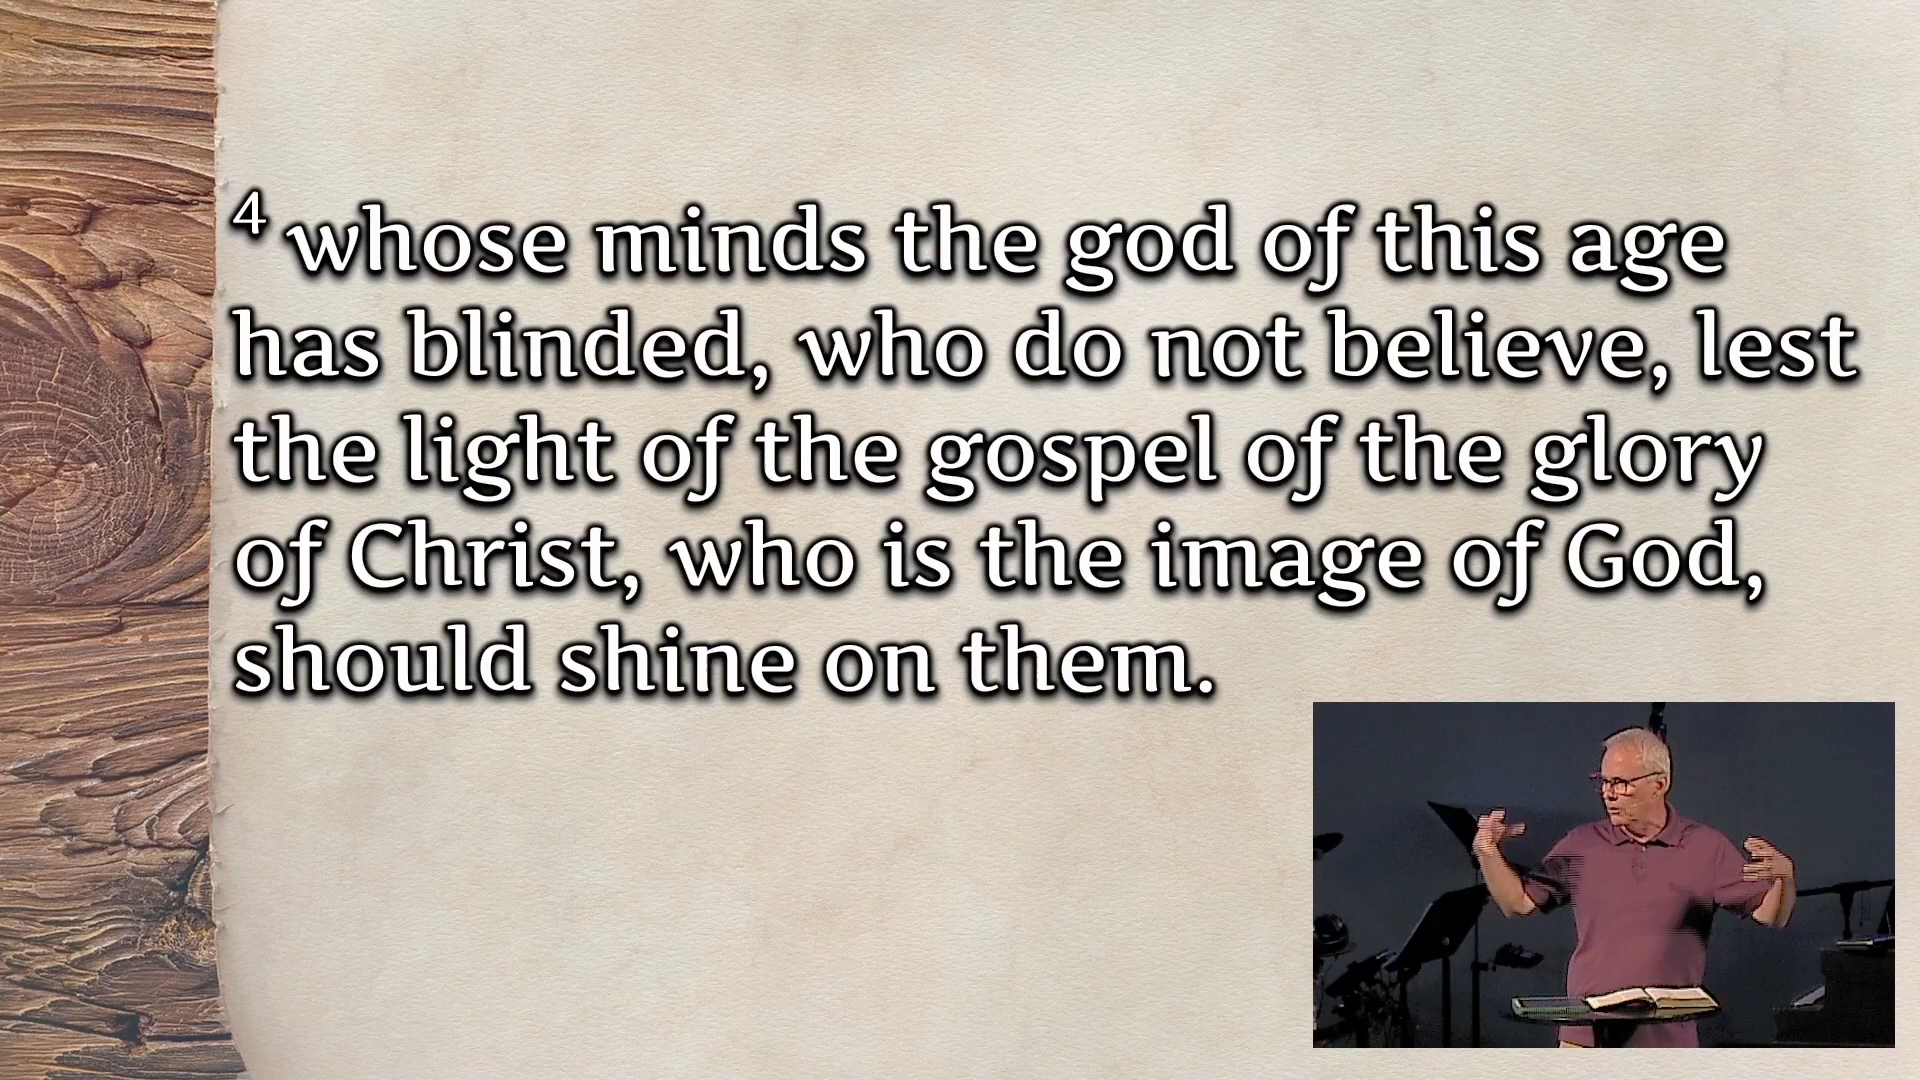 4 whose minds the god of this age
has blinded, who do not believe, lest
the light of the gospel of the glory
of Christ, who is the image of God,
should shine on them.